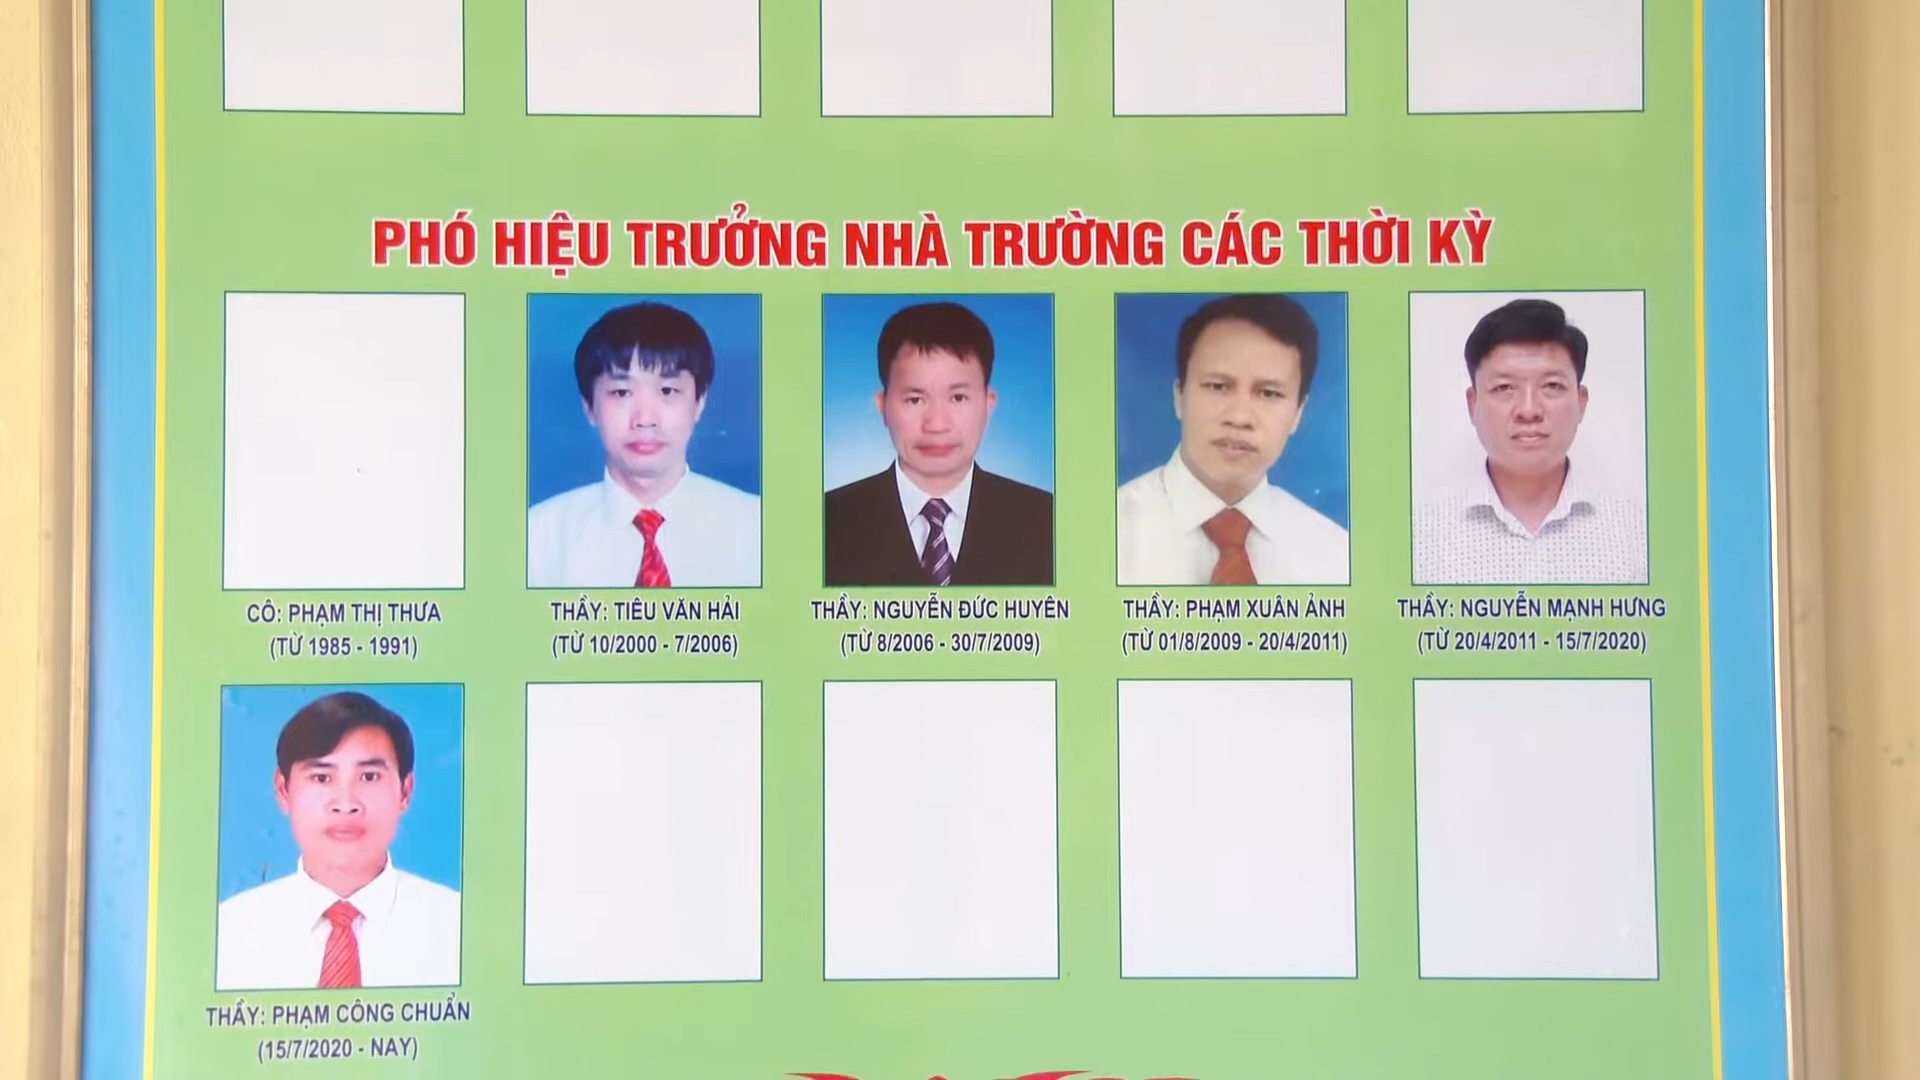 PHÓ HIỆU TRƯỞNG NHÀ TRƯỜNG CÁC THỜI KỲ
CÔ: PHẠM THỊ THƯA
(TỪ 1985 - 1991)
THẦY: TIÊU VĂN HẢI
(TỪ 10/2000 - 7/2006)
THẦY: NGUYỄN ĐỨC HUYÊN
(TỪ 8/2006 - 30/7/2009)
THẦY: PHẠM XUÂN ẢNH
(TỪ 01/8/2009 - 20/4/2011)
THẦY: NGUYỄN MẠNH HƯNG
(TỪ 20/4/2011 - 15/7/2020)
THẦY: PHẠM CÔNG CHUẨN
(15/7/2020 - NAY)